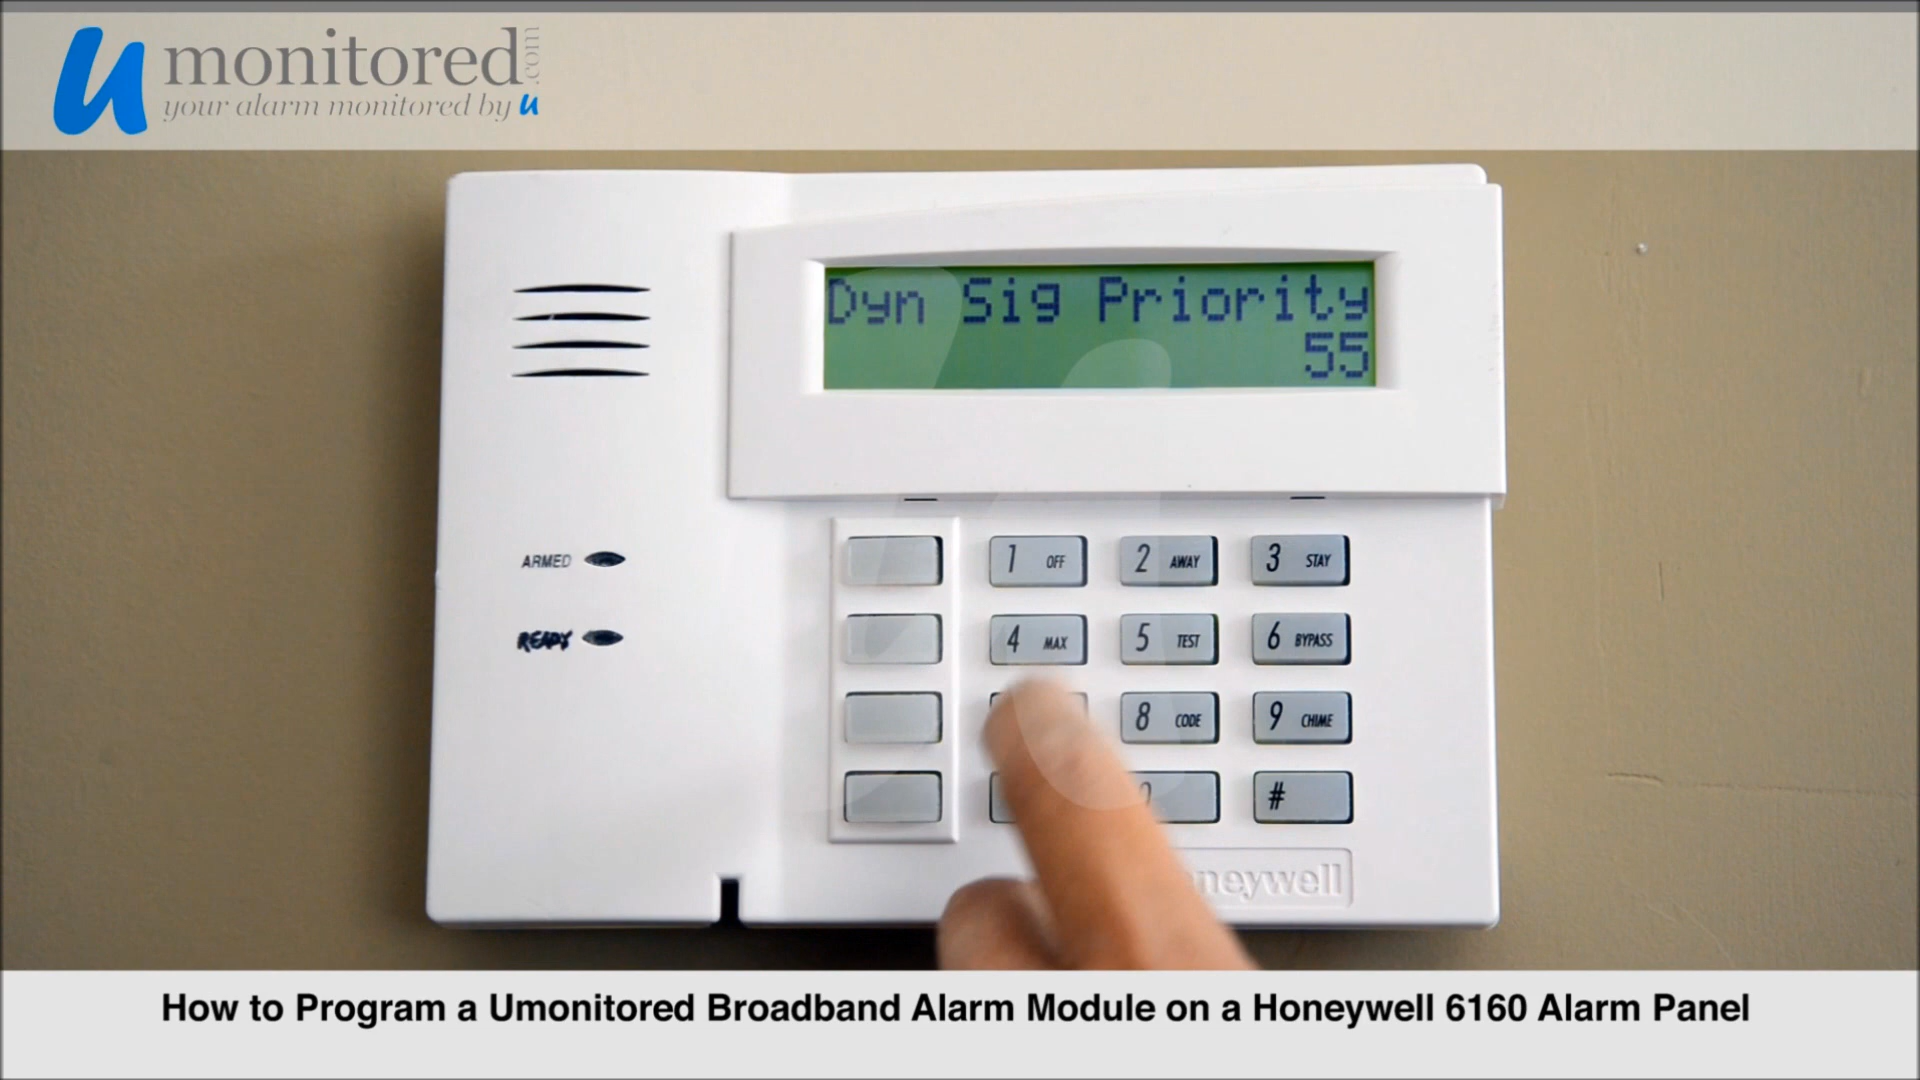 u monitored.com
your alarm monitored by u
Dyn Sig Priority
55
ARMED
READY
1 OFF
2 AWAY
3 STAY
4 MAX
5 TEST
6 BYPASS
8 CODE
9 CHIME
#
neywell
How to Program a Umonitored Broadband Alarm Module on a Honeywell 6160 Alarm Panel